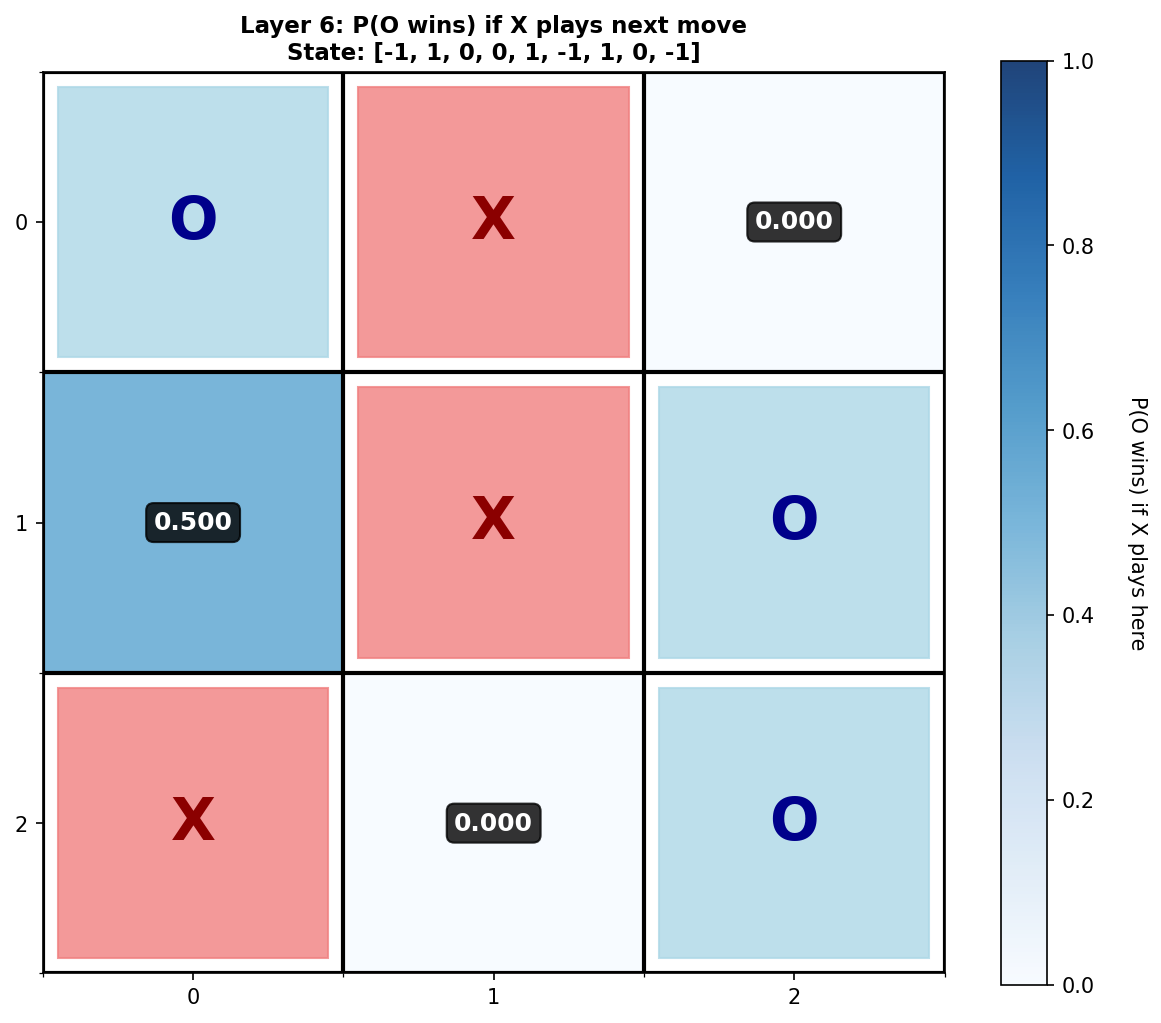 Layer 6: P(O wins) if X plays next move
State: [-1, 1, 0, 0, 1, -1, 1, 0, -1]
0
O
X
0.000
1
0.500
X
O
2
X
0.000
O
0
1
2
1.0
0.8
0.6
0.4
0.2
0.0
P(O wins) if X plays here